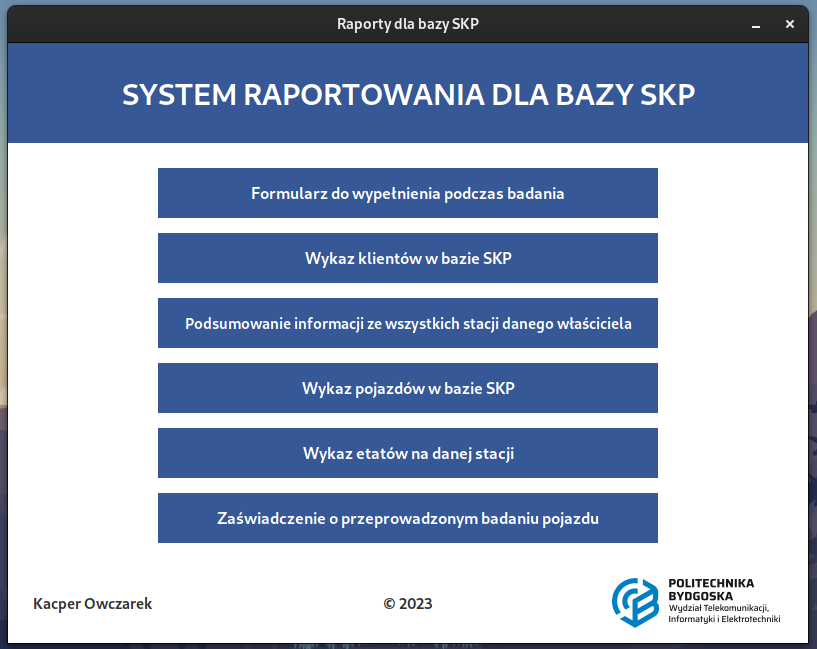 Raporty dla bazy SKP
SYSTEM RAPORTOWANIA DLA BAZY SKP
Formularz do wypełnienia podczas badania
Wykaz klientów w bazie SKP
Podsumowanie informacji ze wszystkich stacji danego właściciela
Wykaz pojazdów w bazie SKP
Wykaz etatów na danej stacji
Zaświadczenie o przeprowadzonym badaniu pojazdu
Kacper Owczarek
© 2023
POLITECHNIKA
BYDGOSKA
Wydział Telekomunikacji,
Informatyki i Elektrotechniki